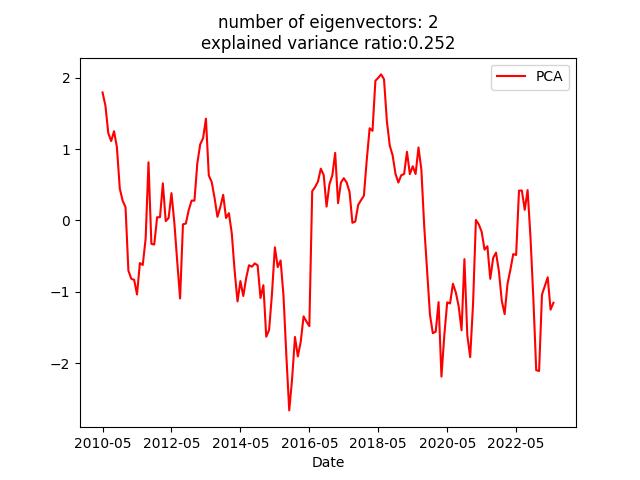 number of eigenvectors: 2
explained variance ratio:0.252
PCA
2
1
0
−1
−2
2010-05 2012-05 2014-05 2016-05 2018-05 2020-05 2022-05
Date